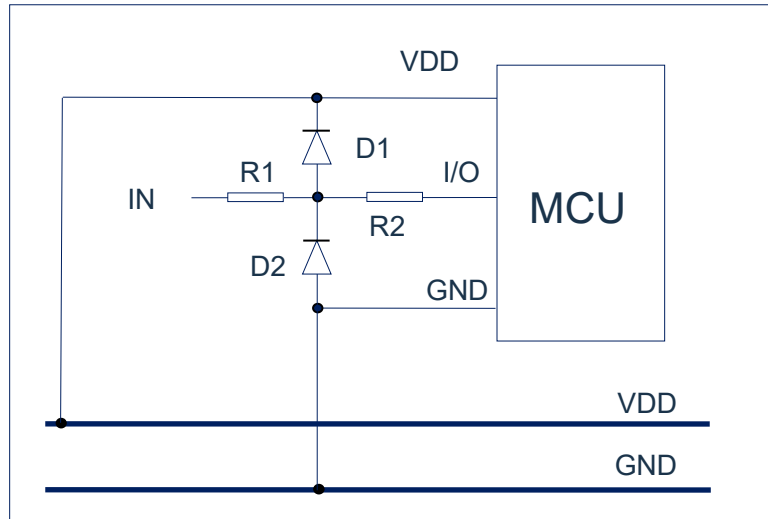 VDD
D1
R1
I/O
IN
MCU
R2
D2
GND
VDD
GND